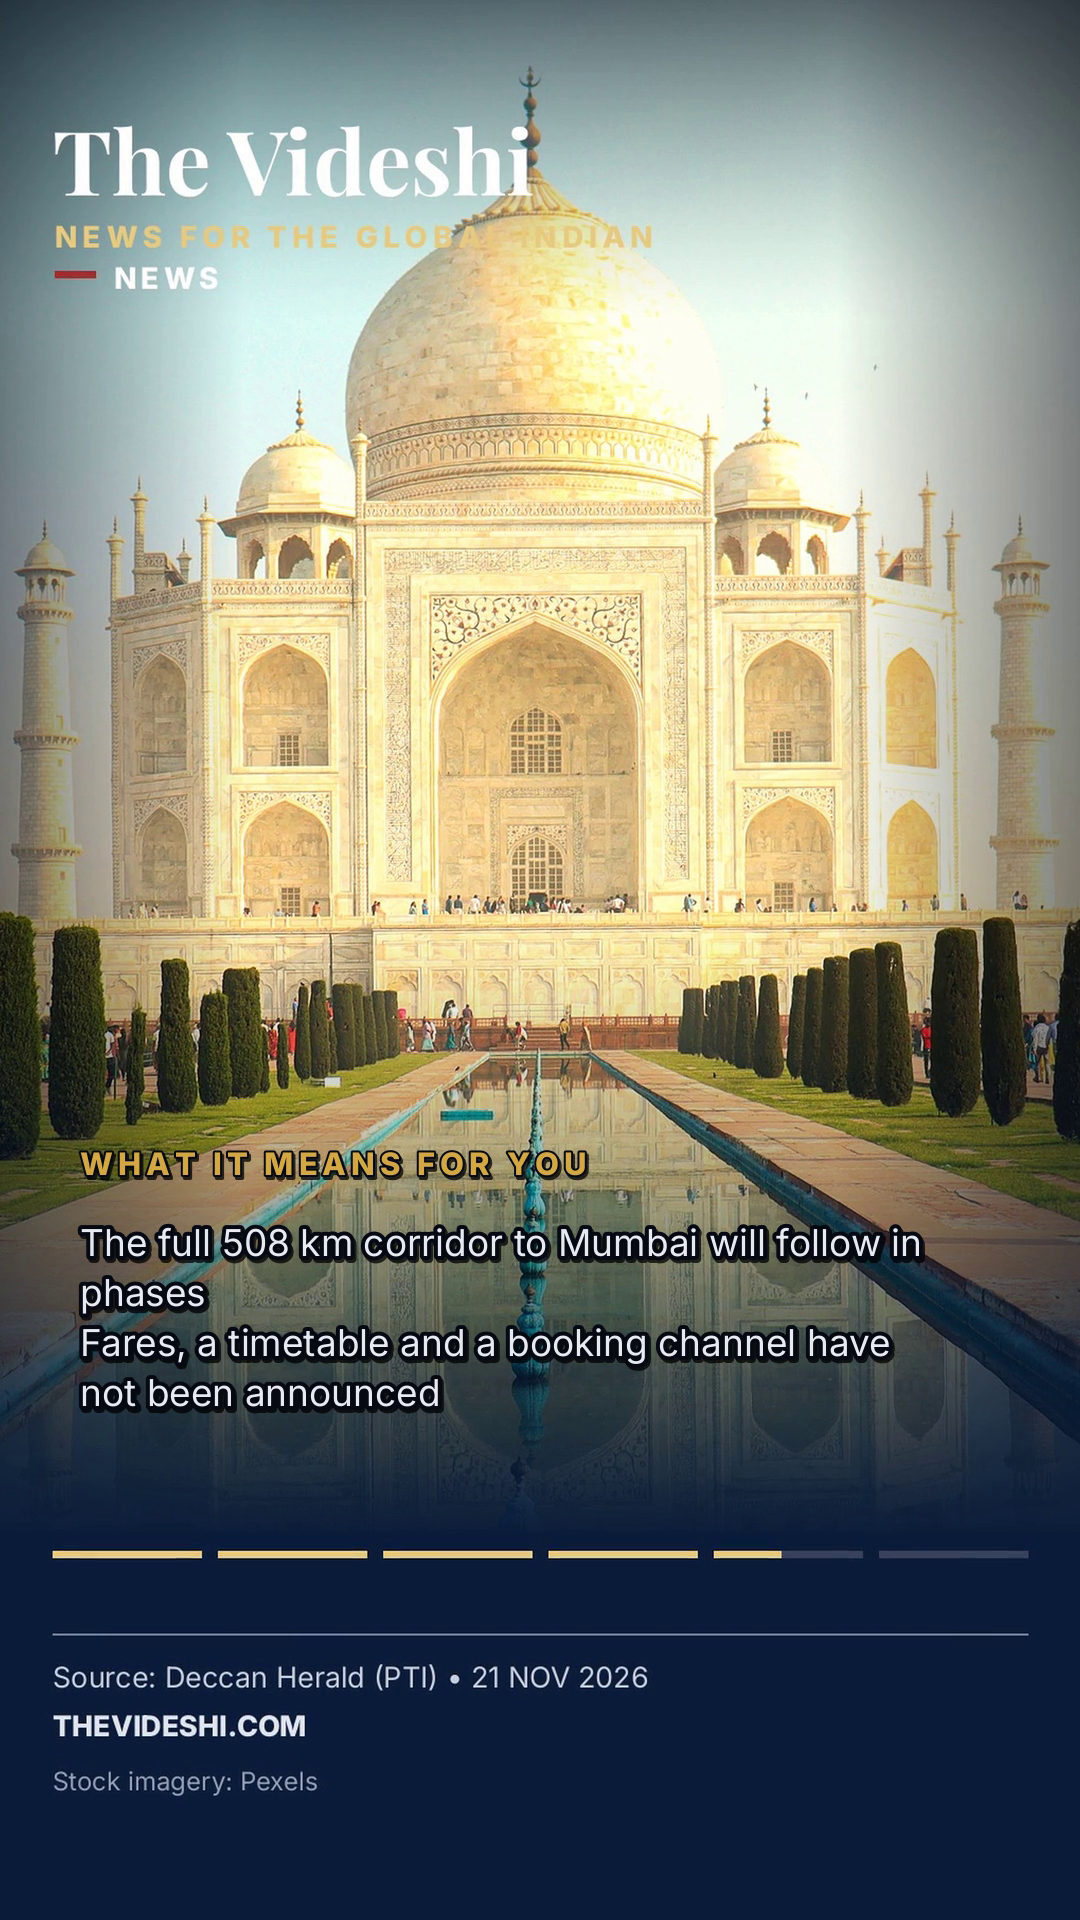 The Videshi
NEWS FOR THE GLOBAL INDIAN
NEWS
WHAT IT MEANS FOR YOU
The full 508 km corridor to Mumbai will follow in
phases
Fares, a timetable and a booking channel have
not been announced
Source: Deccan Herald (PTI) • 21 NOV 2026
THEVIDESHI.COM
Stock imagery: Pexels